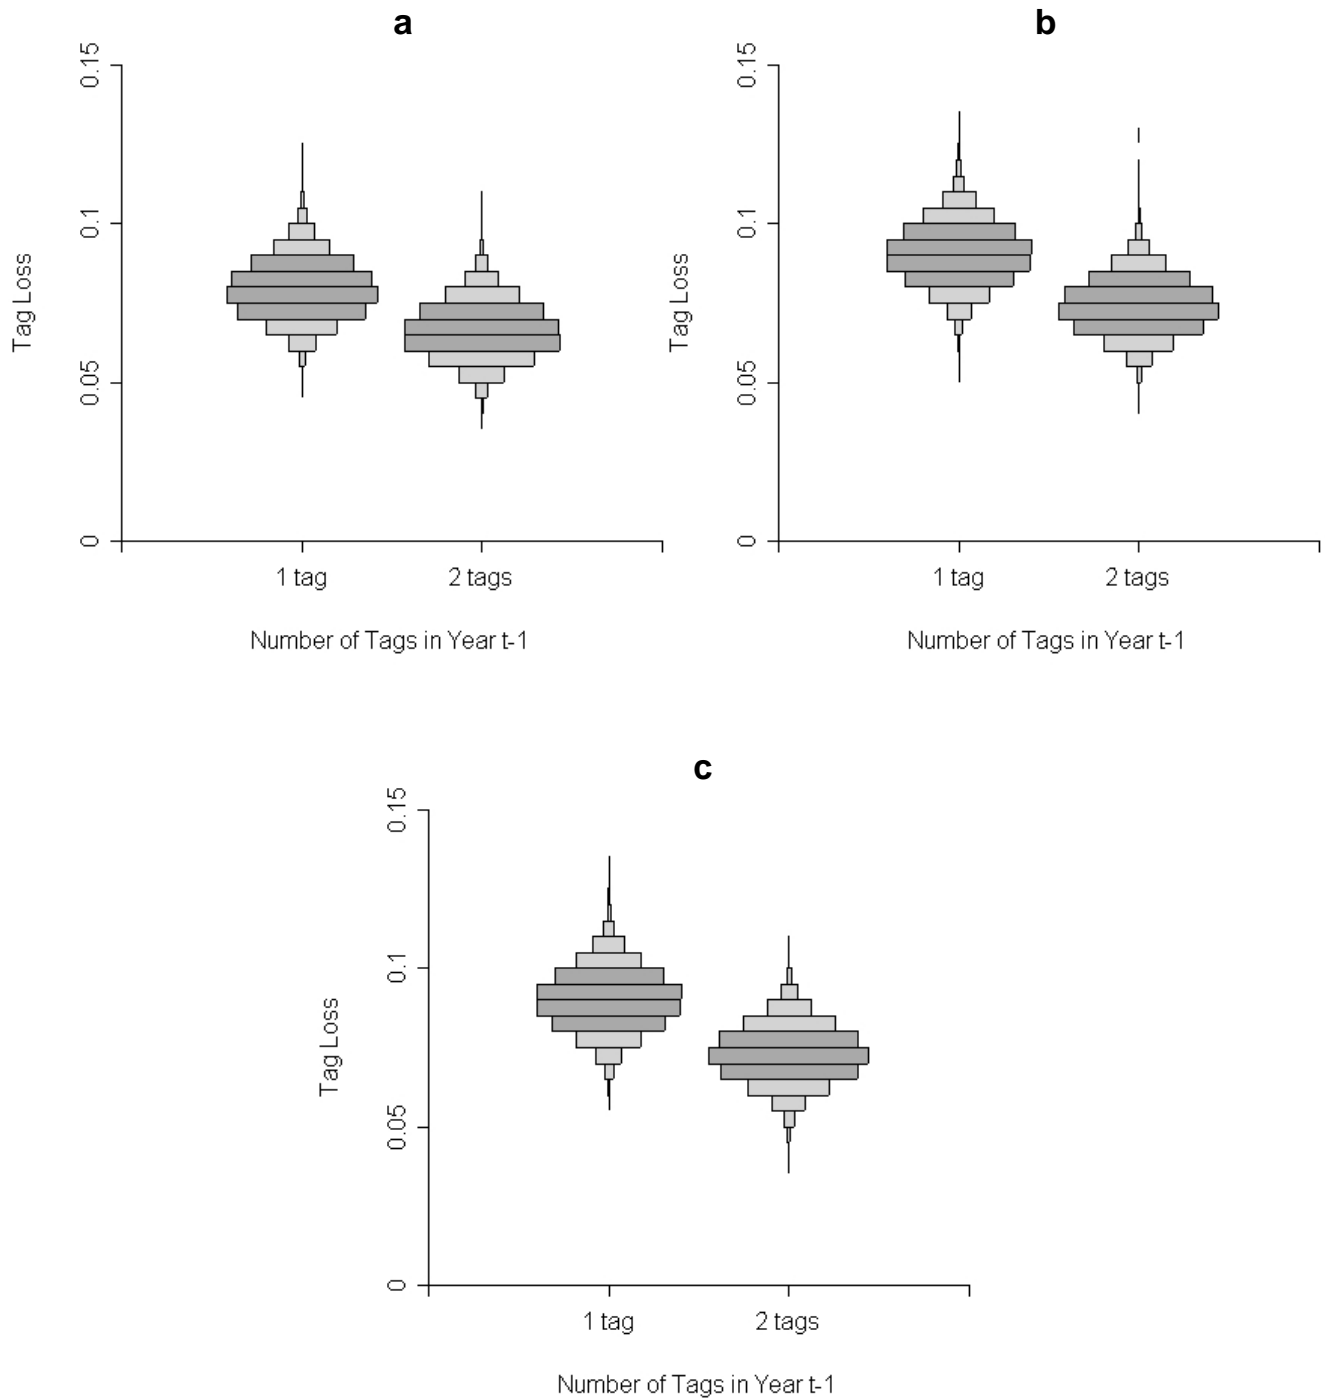 a
0.15
0.1
0.05
0
Tag Loss
1 tag 2 tags
Number of Tags in Year t-1
b
0.15
0.1
0.05
0
Tag Loss
1 tag 2 tags
Number of Tags in Year t-1
c
0.15
0.1
0.05
0
Tag Loss
1 tag 2 tags
Number of Tags in Year t-1